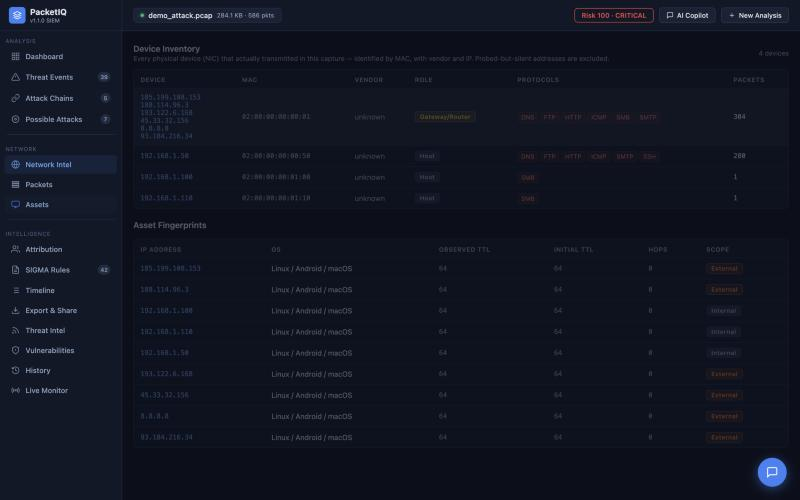 PacketIQ
v1.1.0 SIEM
demo_attack.pcap 284.1 KB · 586 pkts
Risk 100 · CRITICAL
AI Copilot
New Analysis
ANALYSIS
Dashboard
Threat Events 39
Attack Chains 5
Possible Attacks 7
NETWORK
Network Intel
Packets
Assets
INTELLIGENCE
Attribution
SIGMA Rules 42
Timeline
Export & Share
Threat Intel
Vulnerabilities
History
Live Monitor
Device Inventory
Every physical device (NIC) that actually transmitted in this capture — identified by MAC, with vendor and IP. Probed-but-silent addresses are excluded.
4 devices
DEVICE MAC VENDOR ROLE PROTOCOLS PACKETS
185.199.108.153
188.114.96.3
193.122.6.168
45.33.32.156
8.8.8.8
93.184.216.34
02:00:00:00:00:01 unknown Gateway/Router DNS FTP HTTP ICMP SMB SMTP 304
192.168.1.50 02:00:00:00:00:50 unknown Host DNS FTP HTTP ICMP SMTP SSH 280
192.168.1.100 02:00:00:00:01:00 unknown Host SMB 1
192.168.1.110 02:00:00:00:01:10 unknown Host SMB 1
Asset Fingerprints
IP ADDRESS OS OBSERVED TTL INITIAL TTL HOPS SCOPE
185.199.108.153 Linux / Android / macOS 64 64 0 External
188.114.96.3 Linux / Android / macOS 64 64 0 External
192.168.1.100 Linux / Android / macOS 64 64 0 Internal
192.168.1.110 Linux / Android / macOS 64 64 0 Internal
192.168.1.50 Linux / Android / macOS 64 64 0 Internal
193.122.6.168 Linux / Android / macOS 64 64 0 External
45.33.32.156 Linux / Android / macOS 64 64 0 External
8.8.8.8 Linux / Android / macOS 64 64 0 External
93.184.216.34 Linux / Android / macOS 64 64 0 External